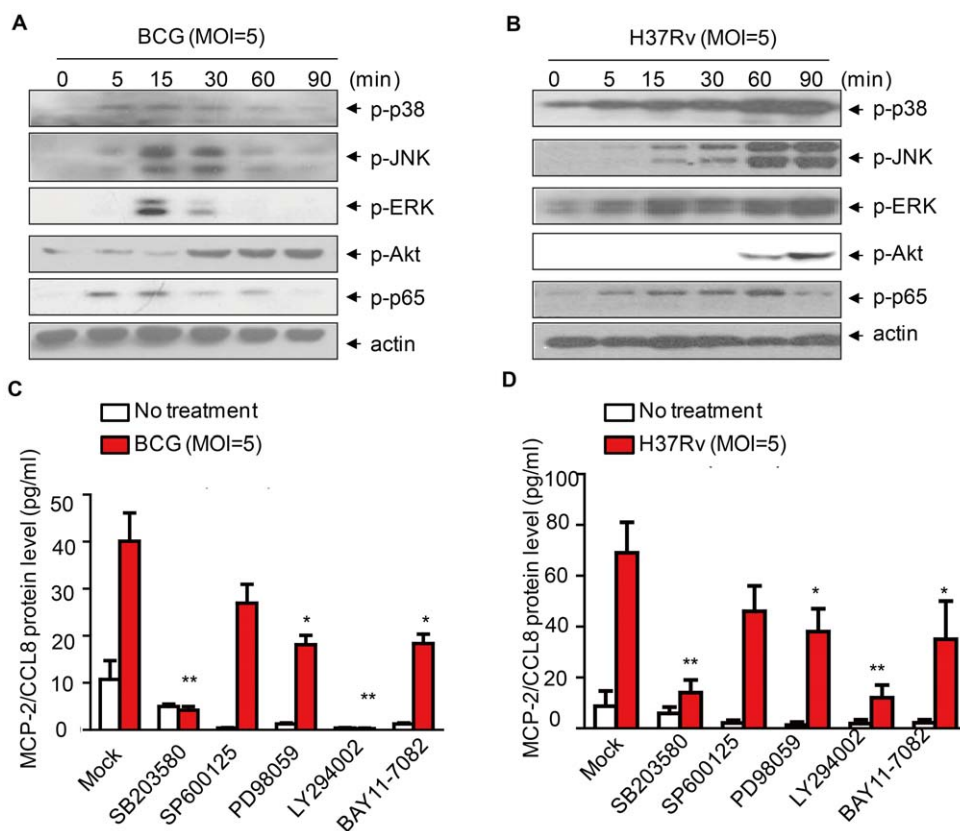 A
BCG (MOI=5)
0 5 15 30 60 90 (min)
p-p38
p-JNK
p-ERK
p-Akt
p-p65
actin
B
H37Rv (MOI=5)
0 5 15 30 60 90 (min)
p-p38
p-JNK
p-ERK
p-Akt
p-p65
actin
C
No treatment
BCG (MOI=5)
MCP-2/CCL8 protein level (pg/ml)
50
40
30
20
10
0
** * ** *
Mock
SB203580
SP600125
PD98059
LY294002
BAY11-7082
D
No treatment
H37Rv (MOI=5)
MCP-2/CCL8 protein level (pg/ml)
100
80
60
40
20
0
** * ** *
Mock
SB203580
SP600125
PD98059
LY294002
BAY11-7082